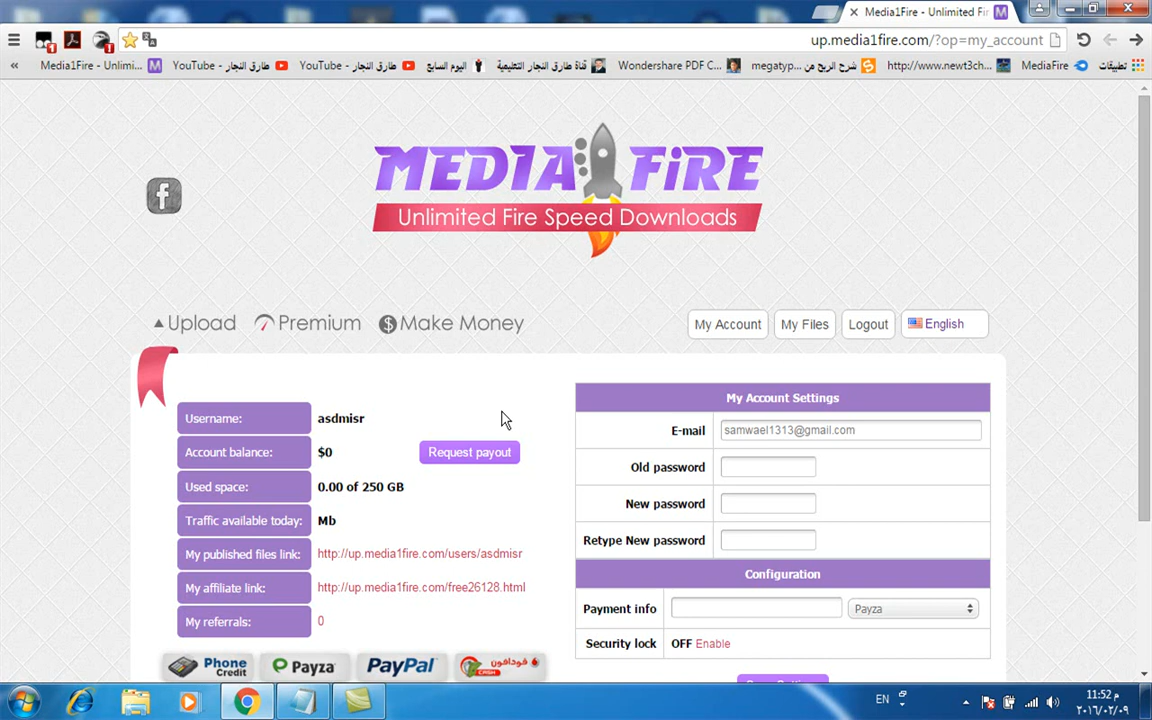 Media1Fire - Unlimited Fir
up.media1fire.com/?op=my_account
« Media1Fire - Unlimi... طارق النجار - YouTube طارق النجار - YouTube اليوم السابع قناة طارق النجار التعليمية Wondershare PDF C... شرح الربح من megatyp... http://www.newt3ch... MediaFire تطبيقات
MEDIA FiRE
Unlimited Fire Speed Downloads
Upload Premium $ Make Money My Account My Files Logout English
Username: asdmisr
Account balance: $0 Request payout
Used space: 0.00 of 250 GB
Traffic available today: Mb
My published files link: http://up.media1fire.com/users/asdmisr
My affiliate link: http://up.media1fire.com/free26128.html
My referrals: 0
Phone Credit Payza PayPal فودافون CASH
My Account Settings
E-mail samwael1313@gmail.com
Old password
New password
Retype New password
Configuration
Payment info Payza
Security lock OFF Enable
EN 11:52 م
٢٠١٦/٠٢/٠٩